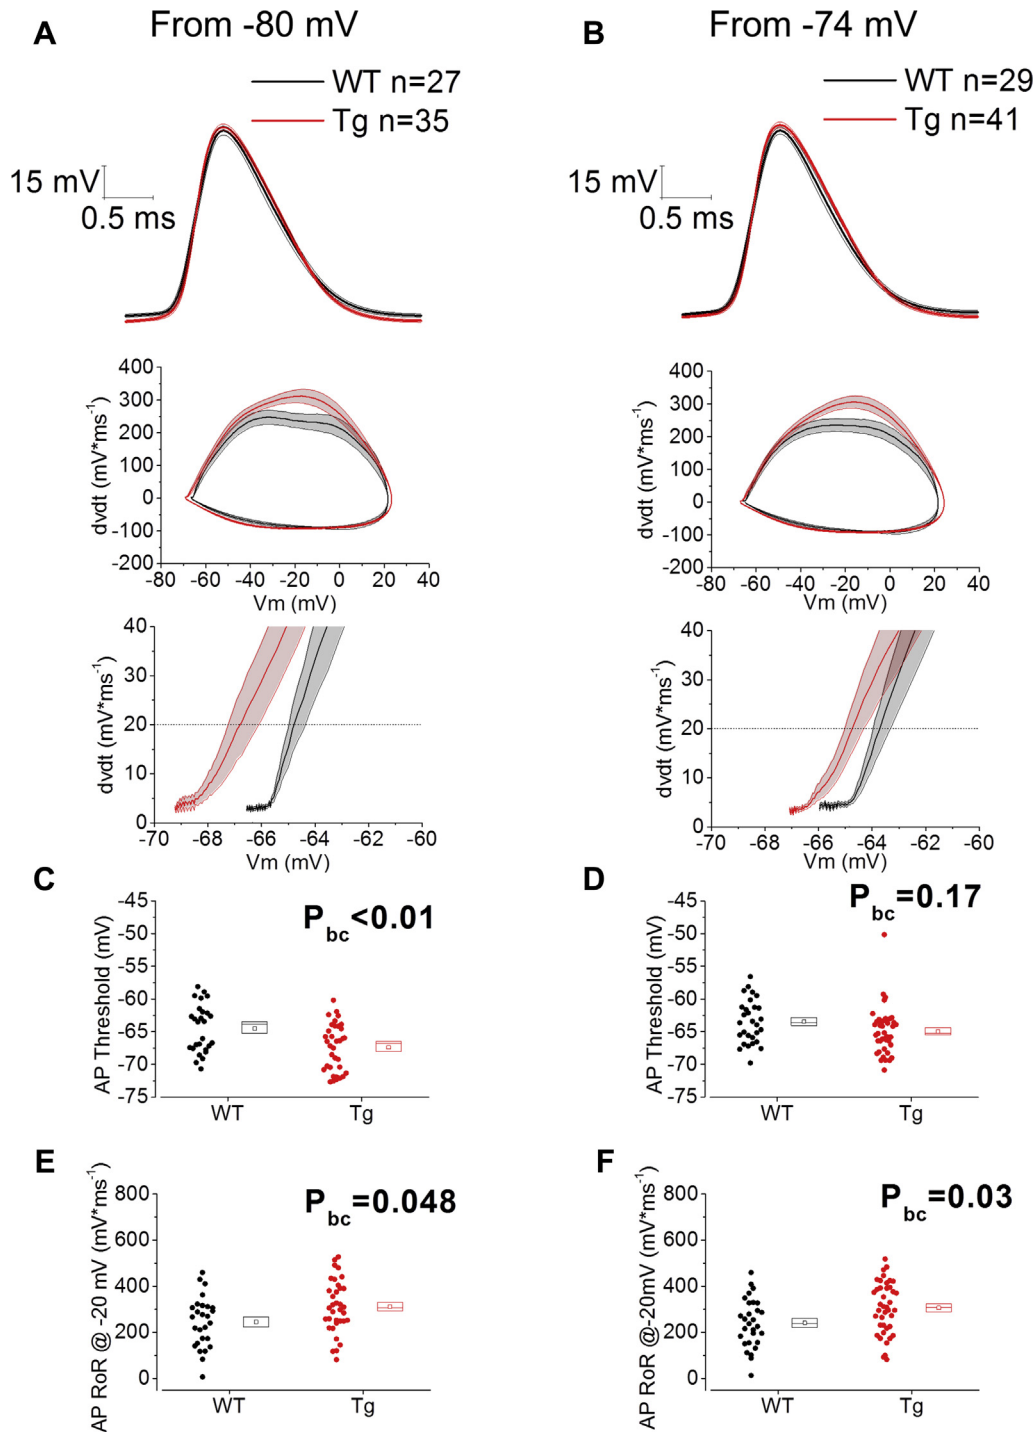 A From -80 mV
WT n=27
Tg n=35
15 mV
0.5 ms
400
300
200
100
0
-100
-200
dvdt (mV*ms-1)
-80 -60 -40 -20 0 20 40
Vm (mV)
40
30
20
10
0
dvdt (mV*ms-1)
-70 -68 -66 -64 -62 -60
Vm (mV)
B From -74 mV
WT n=29
Tg n=41
15 mV
0.5 ms
400
300
200
100
0
-100
-200
dvdt (mV*ms-1)
-80 -60 -40 -20 0 20 40
Vm (mV)
40
30
20
10
0
dvdt (mV*ms-1)
-70 -68 -66 -64 -62 -60
Vm (mV)
C
Pbc<0.01
-45
-50
-55
-60
-65
-70
-75
AP Threshold (mV)
WT Tg
D
Pbc=0.17
-45
-50
-55
-60
-65
-70
-75
AP Threshold (mV)
WT Tg
E
Pbc=0.048
800
600
400
200
0
AP RoR @ -20 mV (mV*ms-1)
WT Tg
F
Pbc=0.03
800
600
400
200
0
AP RoR @-20mV (mV*ms-1)
WT Tg